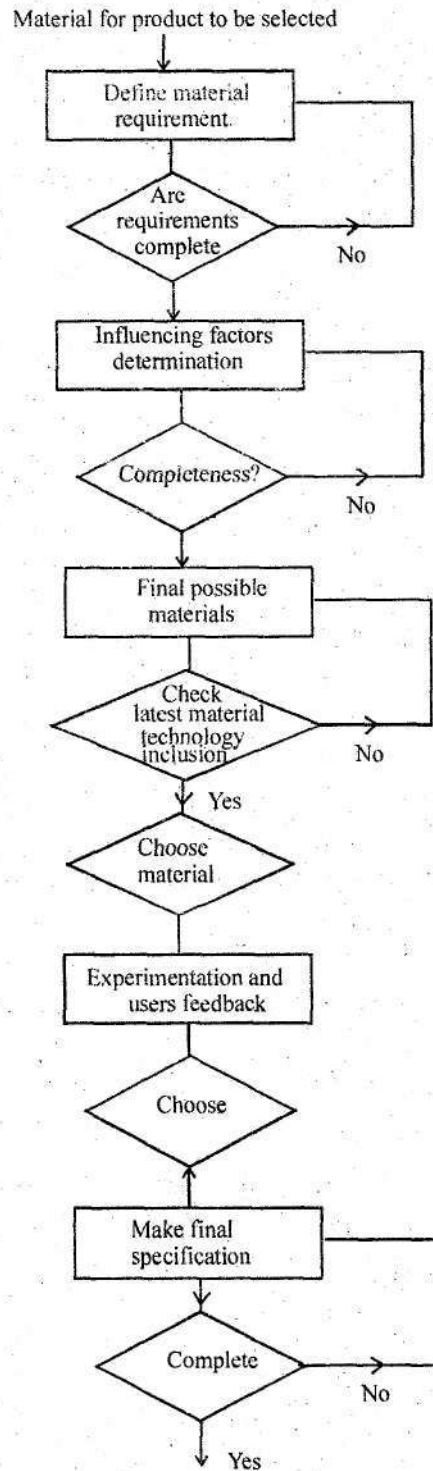 Material for product to be selected
Define material
requirement.
Are
requirements
complete
No
Influencing factors
determination
Completeness?
No
Final possible
materials
Check
latest material
technology
inclusion
No
Yes
Choose
material
Experimentation and
users feedback
Choose
Make final
specification
Complete
No
Yes